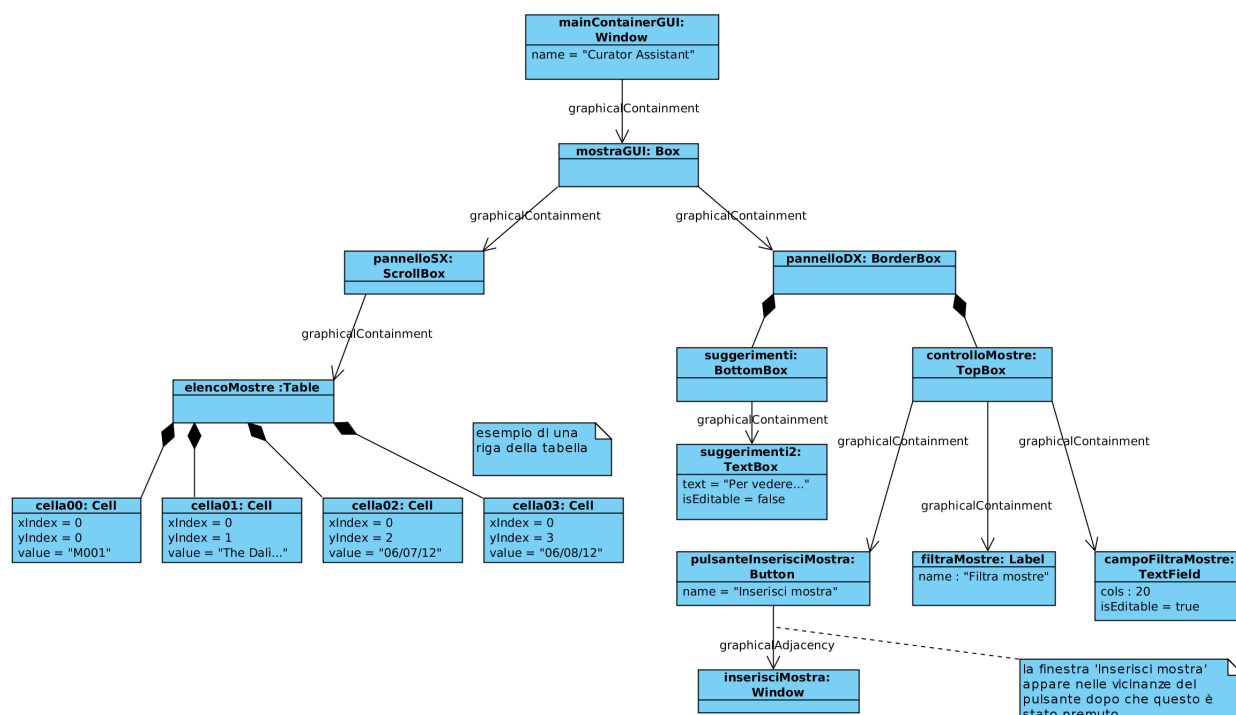 mainContainerGUI:
Window
name = "Curator Assistant"
graphicalContainment
mostraGUI: Box
graphicalContainment
graphicalContainment
pannelloSX:
ScrollBox
pannelloDX: BorderBox
graphicalContainment
elencoMostre :Table
suggerimenti:
BottomBox
controlloMostre:
TopBox
esempio di una
riga della tabella
graphicalContainment
graphicalContainment
graphicalContainment
suggerimenti2:
TextBox
text = "Per vedere..."
isEditable = false
cella00: Cell
xIndex = 0
yIndex = 0
value = "M001"
cella01: Cell
xIndex = 0
yIndex = 1
value = "The Dalì..."
cella02: Cell
xIndex = 0
yIndex = 2
value = "06/07/12"
cella03: Cell
xIndex = 0
yIndex = 3
value = "06/08/12"
graphicalContainment
pulsanteInserisciMostra:
Button
name = "Inserisci mostra"
filtraMostre: Label
name : "Filtra mostre"
campoFiltraMostre:
TextField
cols : 20
isEditable = true
graphicalAdjacency
inserisciMostra:
Window
la finestra 'Inserisci mostra'
appare nelle vicinanze del
pulsante dopo che questo è
stato premuto